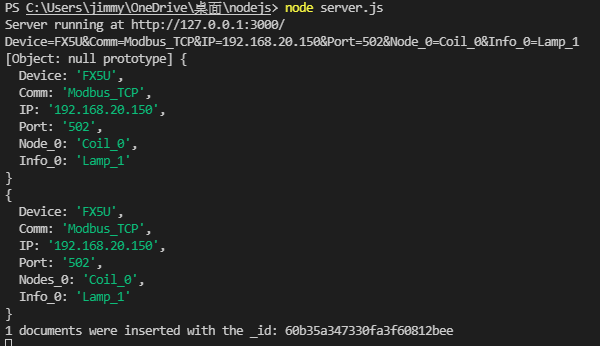 PS C:\Users\jimmy\OneDrive\桌面\nodejs> node server.js
Server running at http://127.0.0.1:3000/
Device=FX5U&Comm=Modbus_TCP&IP=192.168.20.150&Port=502&Node_0=Coil_0&Info_0=Lamp_1
[Object: null prototype] {
  Device: 'FX5U',
  Comm: 'Modbus_TCP',
  IP: '192.168.20.150',
  Port: '502',
  Node_0: 'Coil_0',
  Info_0: 'Lamp_1'
}
{
  Device: 'FX5U',
  Comm: 'Modbus_TCP',
  IP: '192.168.20.150',
  Port: '502',
  Nodes_0: 'Coil_0',
  Info_0: 'Lamp_1'
}
1 documents were inserted with the _id: 60b35a347330fa3f60812bee